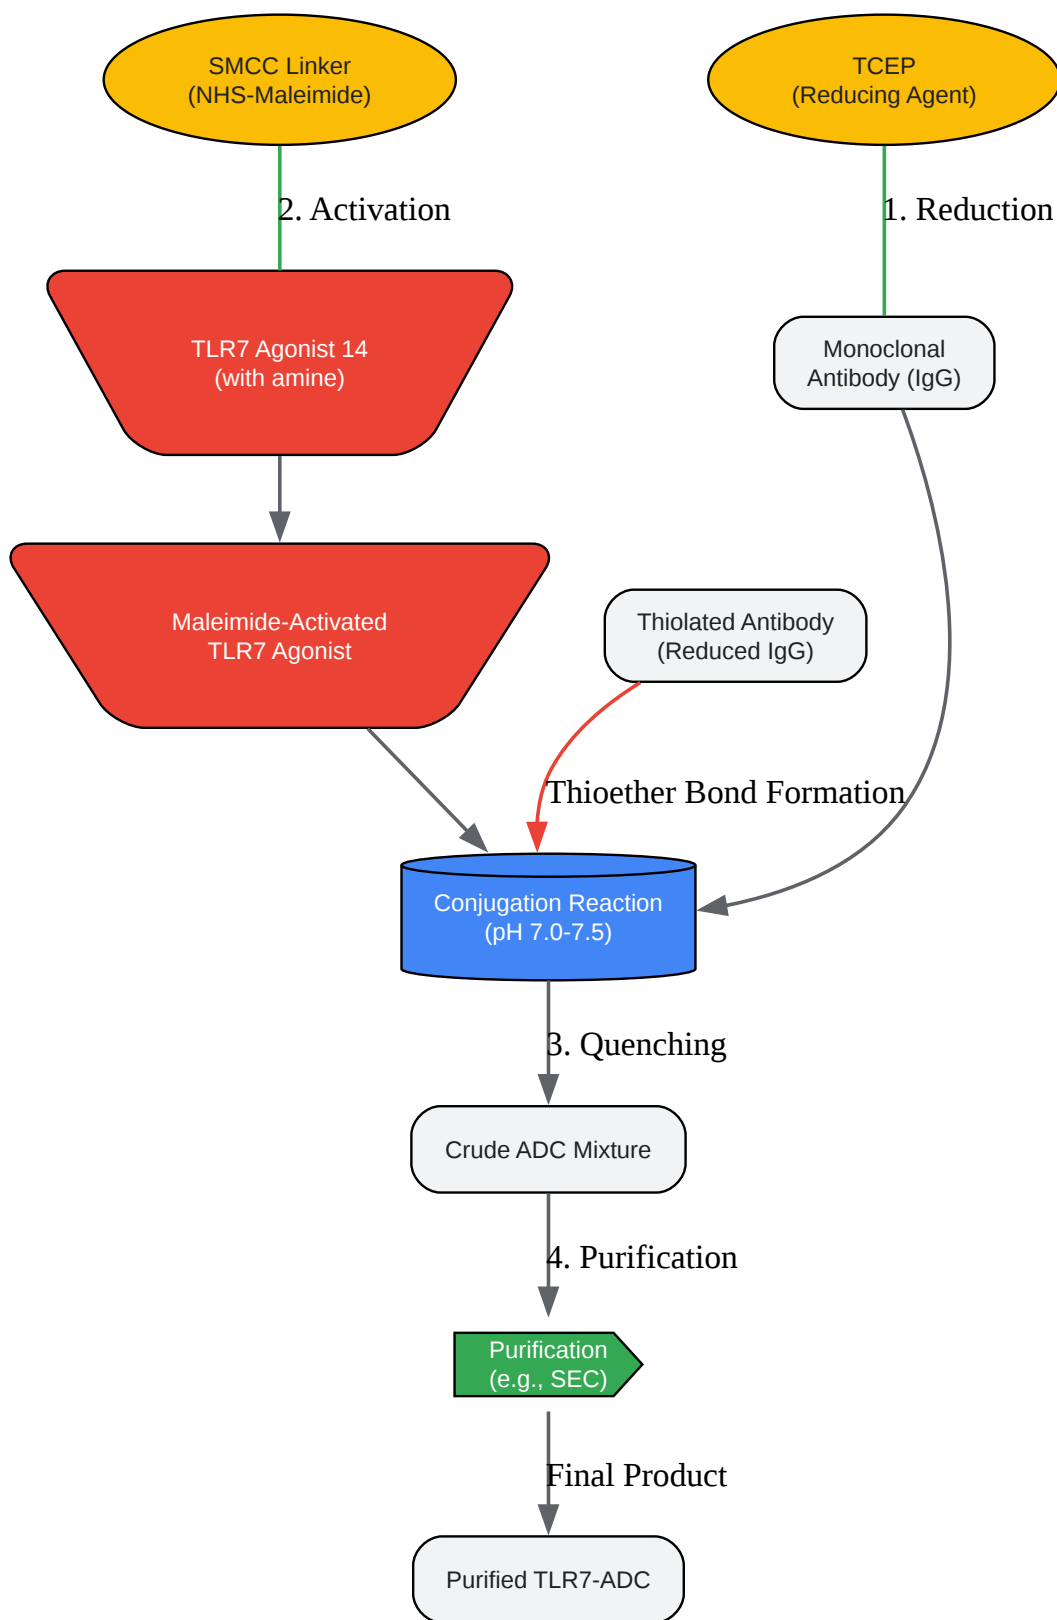 SMCC Linker
(NHS-Maleimide)
TCEP
(Reducing Agent)
2. Activation
1. Reduction
TLR7 Agonist 14
(with amine)
Monoclonal
Antibody (IgG)
Maleimide-Activated
TLR7 Agonist
Thiolated Antibody
(Reduced IgG)
Thioether Bond Formation
Conjugation Reaction
(pH 7.0-7.5)
3. Quenching
Crude ADC Mixture
4. Purification
Purification
(e.g., SEC)
Final Product
Purified TLR7-ADC